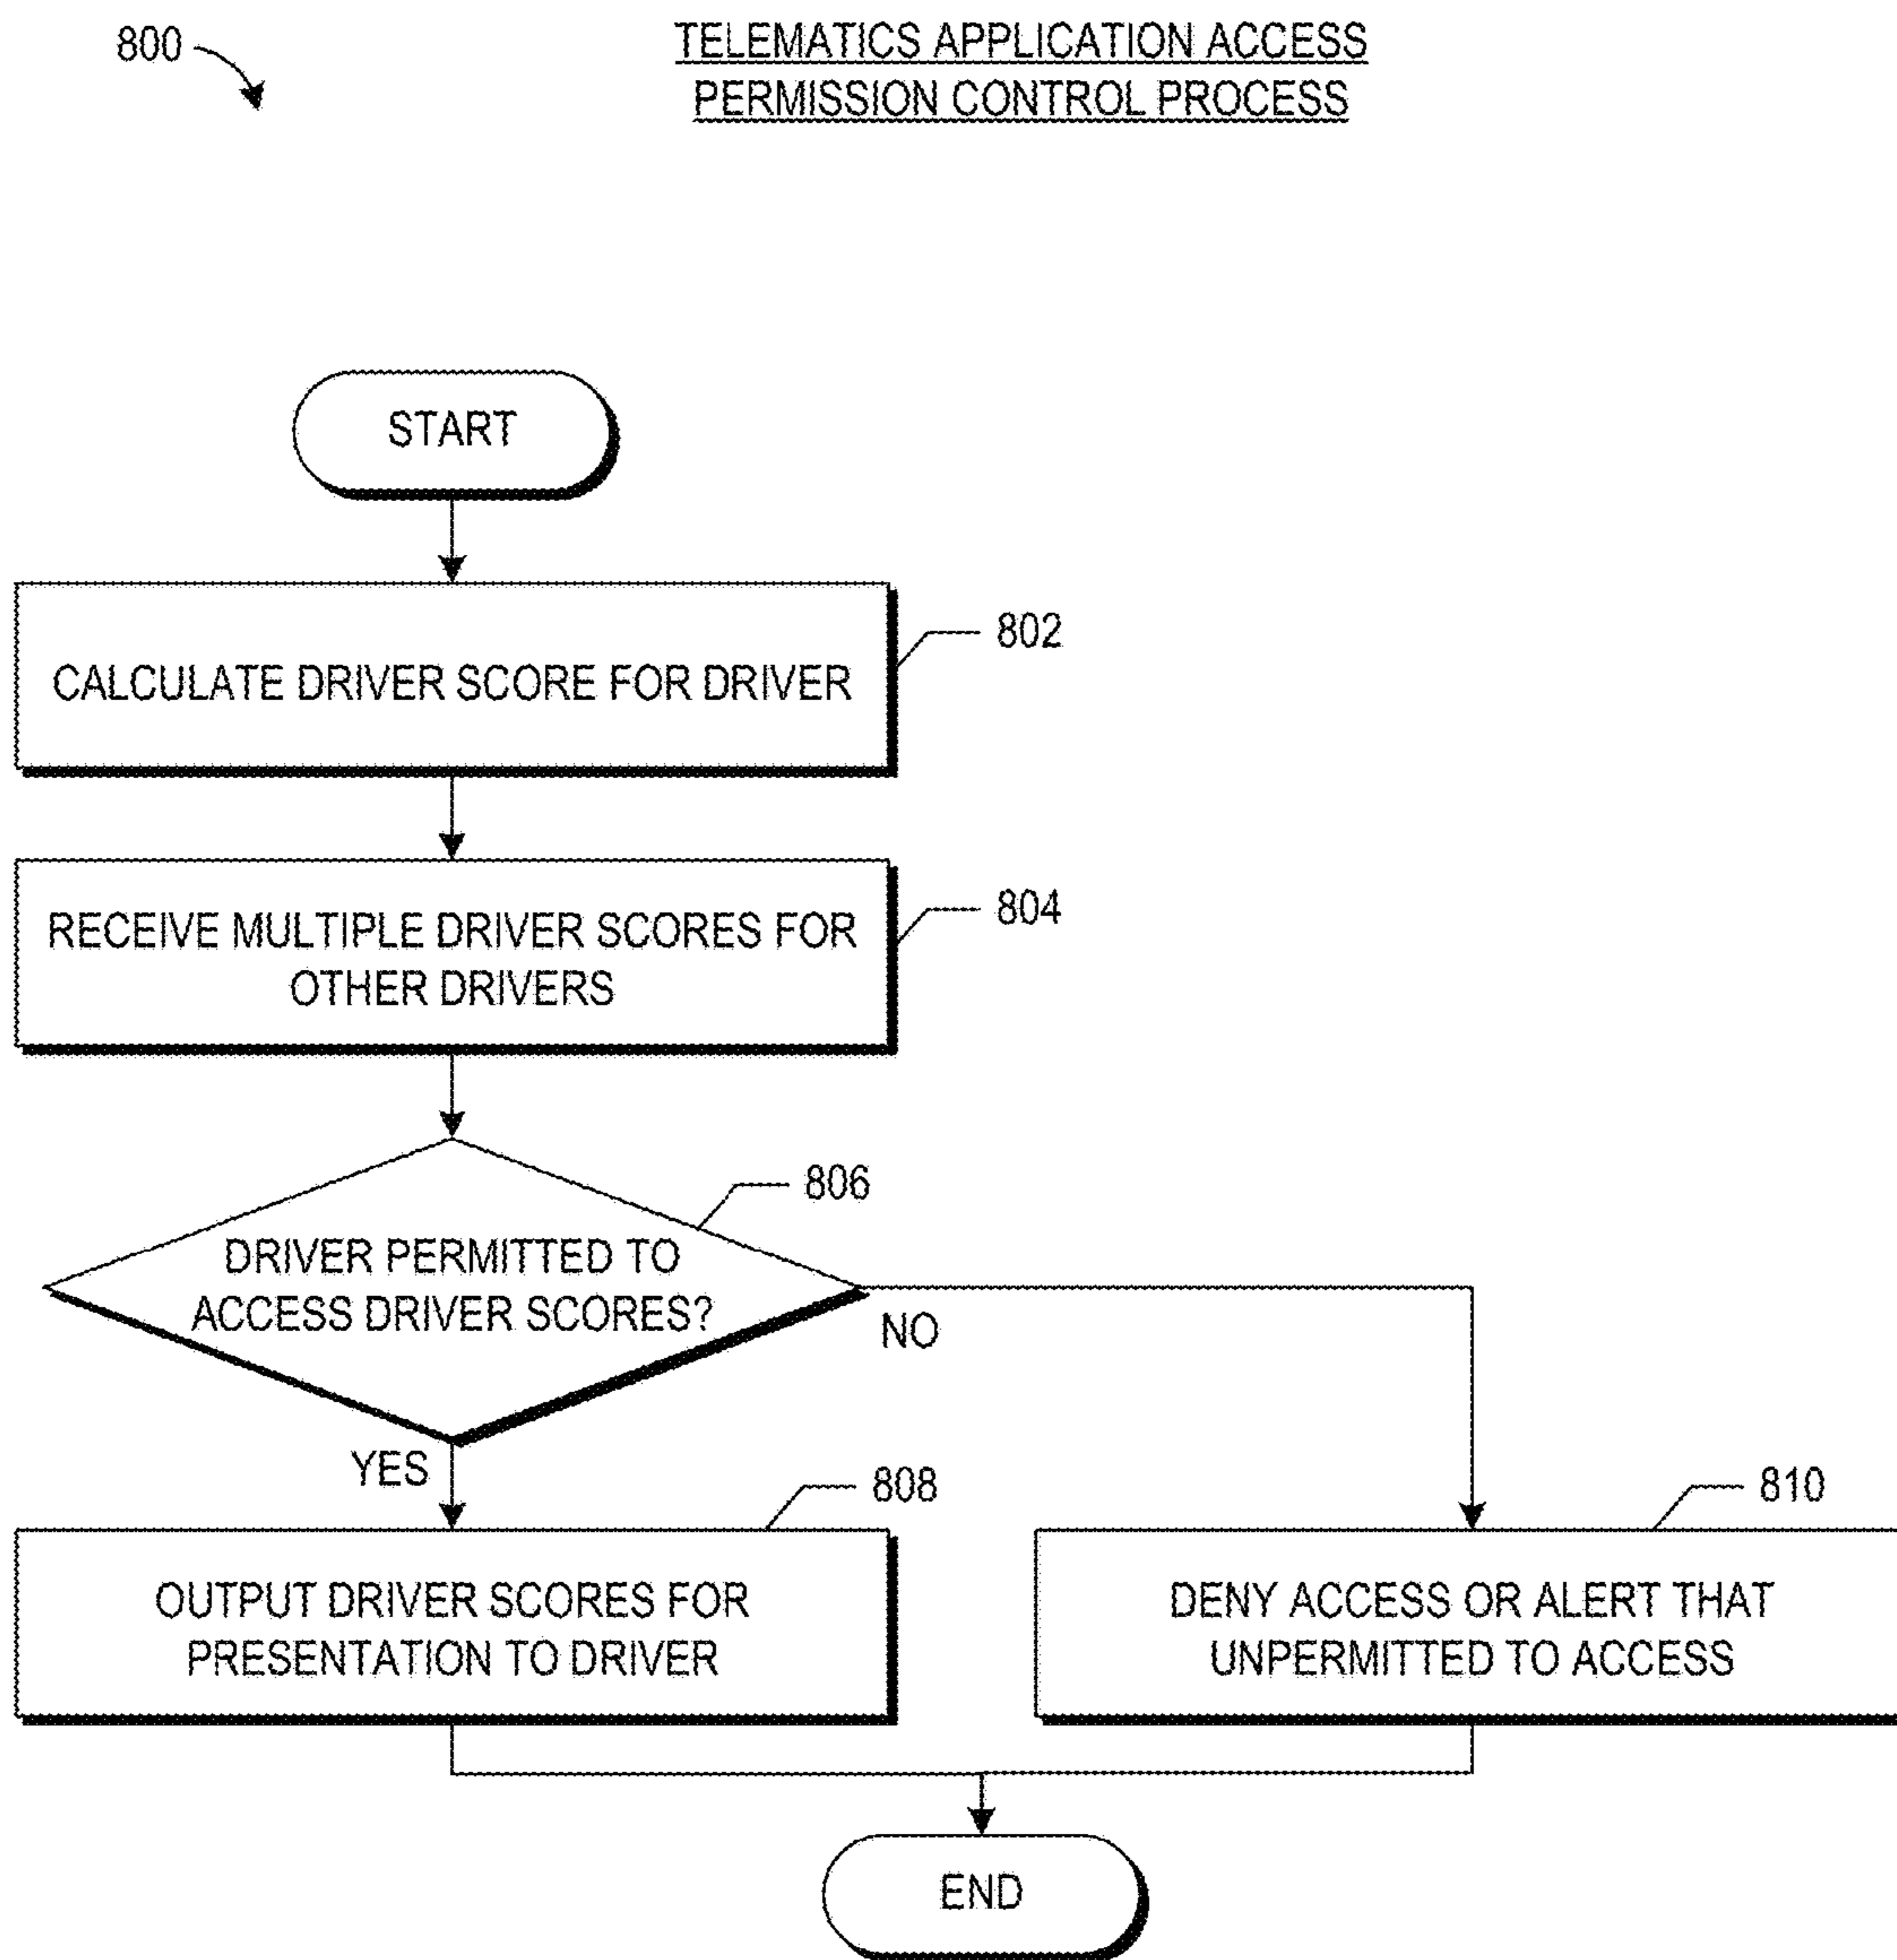 800
TELEMATICS APPLICATION ACCESS
PERMISSION CONTROL PROCESS
START
802
CALCULATE DRIVER SCORE FOR DRIVER
804
RECEIVE MULTIPLE DRIVER SCORES FOR
OTHER DRIVERS
806
DRIVER PERMITTED TO
ACCESS DRIVER SCORES?
NO
YES
808
OUTPUT DRIVER SCORES FOR
PRESENTATION TO DRIVER
810
DENY ACCESS OR ALERT THAT
UNPERMITTED TO ACCESS
END